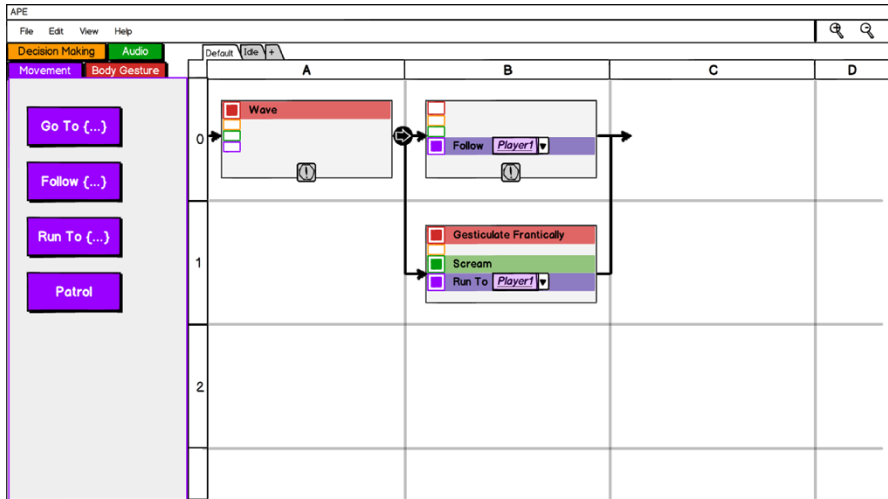 APE
File Edit View Help
Decision Making Audio
Movement Body Gesture
Default Idle +
A B C D
Go To {...}
Follow {...}
Run To {...}
Patrol
0
Wave
Follow Player1
1
Gesticulate Frantically
Scream
Run To Player1
2